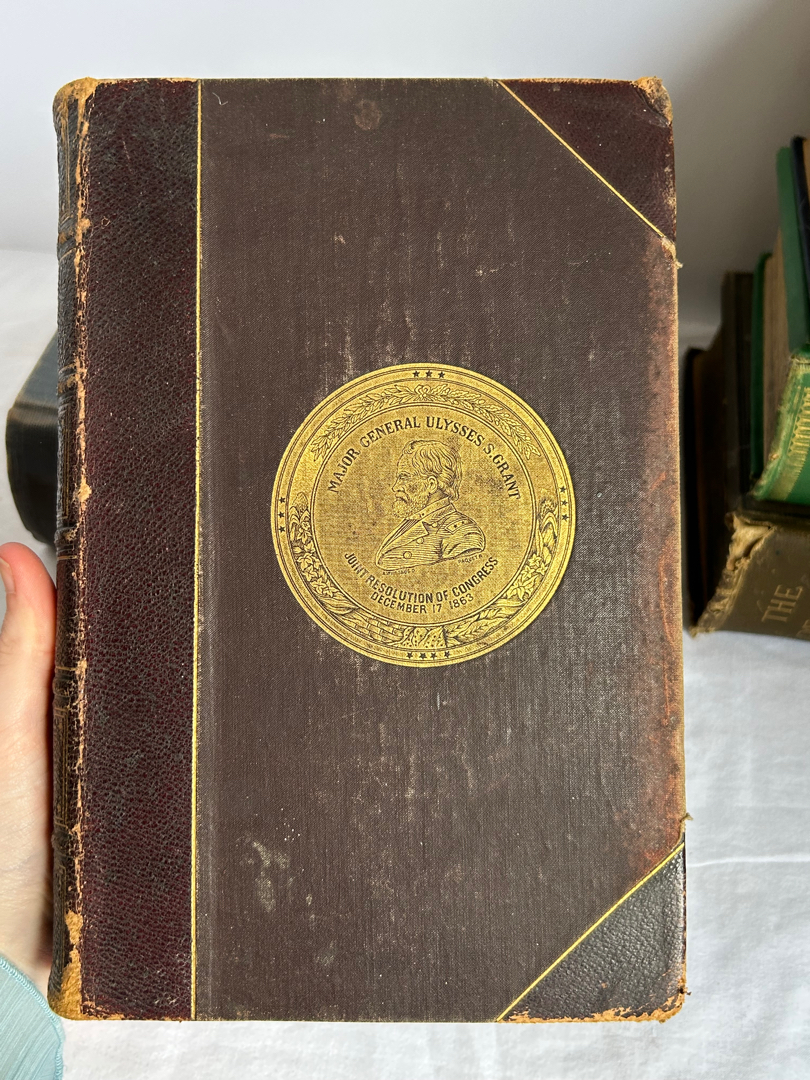 MAJOR GENERAL ULYSSES S. GRANT
JOINT RESOLUTION OF CONGRESS
DECEMBER 17 1863
THE